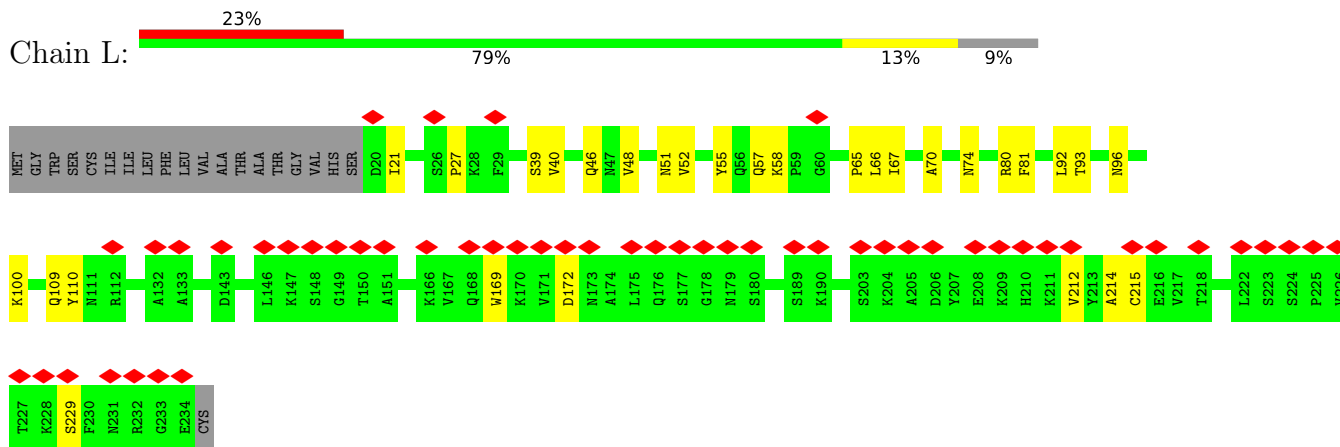 23%
Chain L:
79% 13% 9%
MET GLY TRP SER CYS ILE ILE LEU PHE LEU VAL ALA THR ALA THR GLY VAL HIS SER D20 I21 S26 P27 K28 F29 S39 V40 Q46 N47 V48 N51 V52 Y55 Q56 Q57 K58 P59 G60 P65 L66 I67 A70 N74 R80 F81 L92 T93 N96
K100 Q109 Y110 N111 R112 A132 A133 D143 L146 K147 S148 G149 T150 A151 K166 V167 Q168 W169 K170 V171 D172 N173 A174 L175 Q176 S177 G178 N179 S180 S189 K190 S203 K204 A205 D206 Y207 E208 K209 H210 K211 V212 Y213 A214 C215 E216 V217 T218 L222 S223 S224 P225
T227 K228 S229 F230 N231 R232 G233 E234 CYS